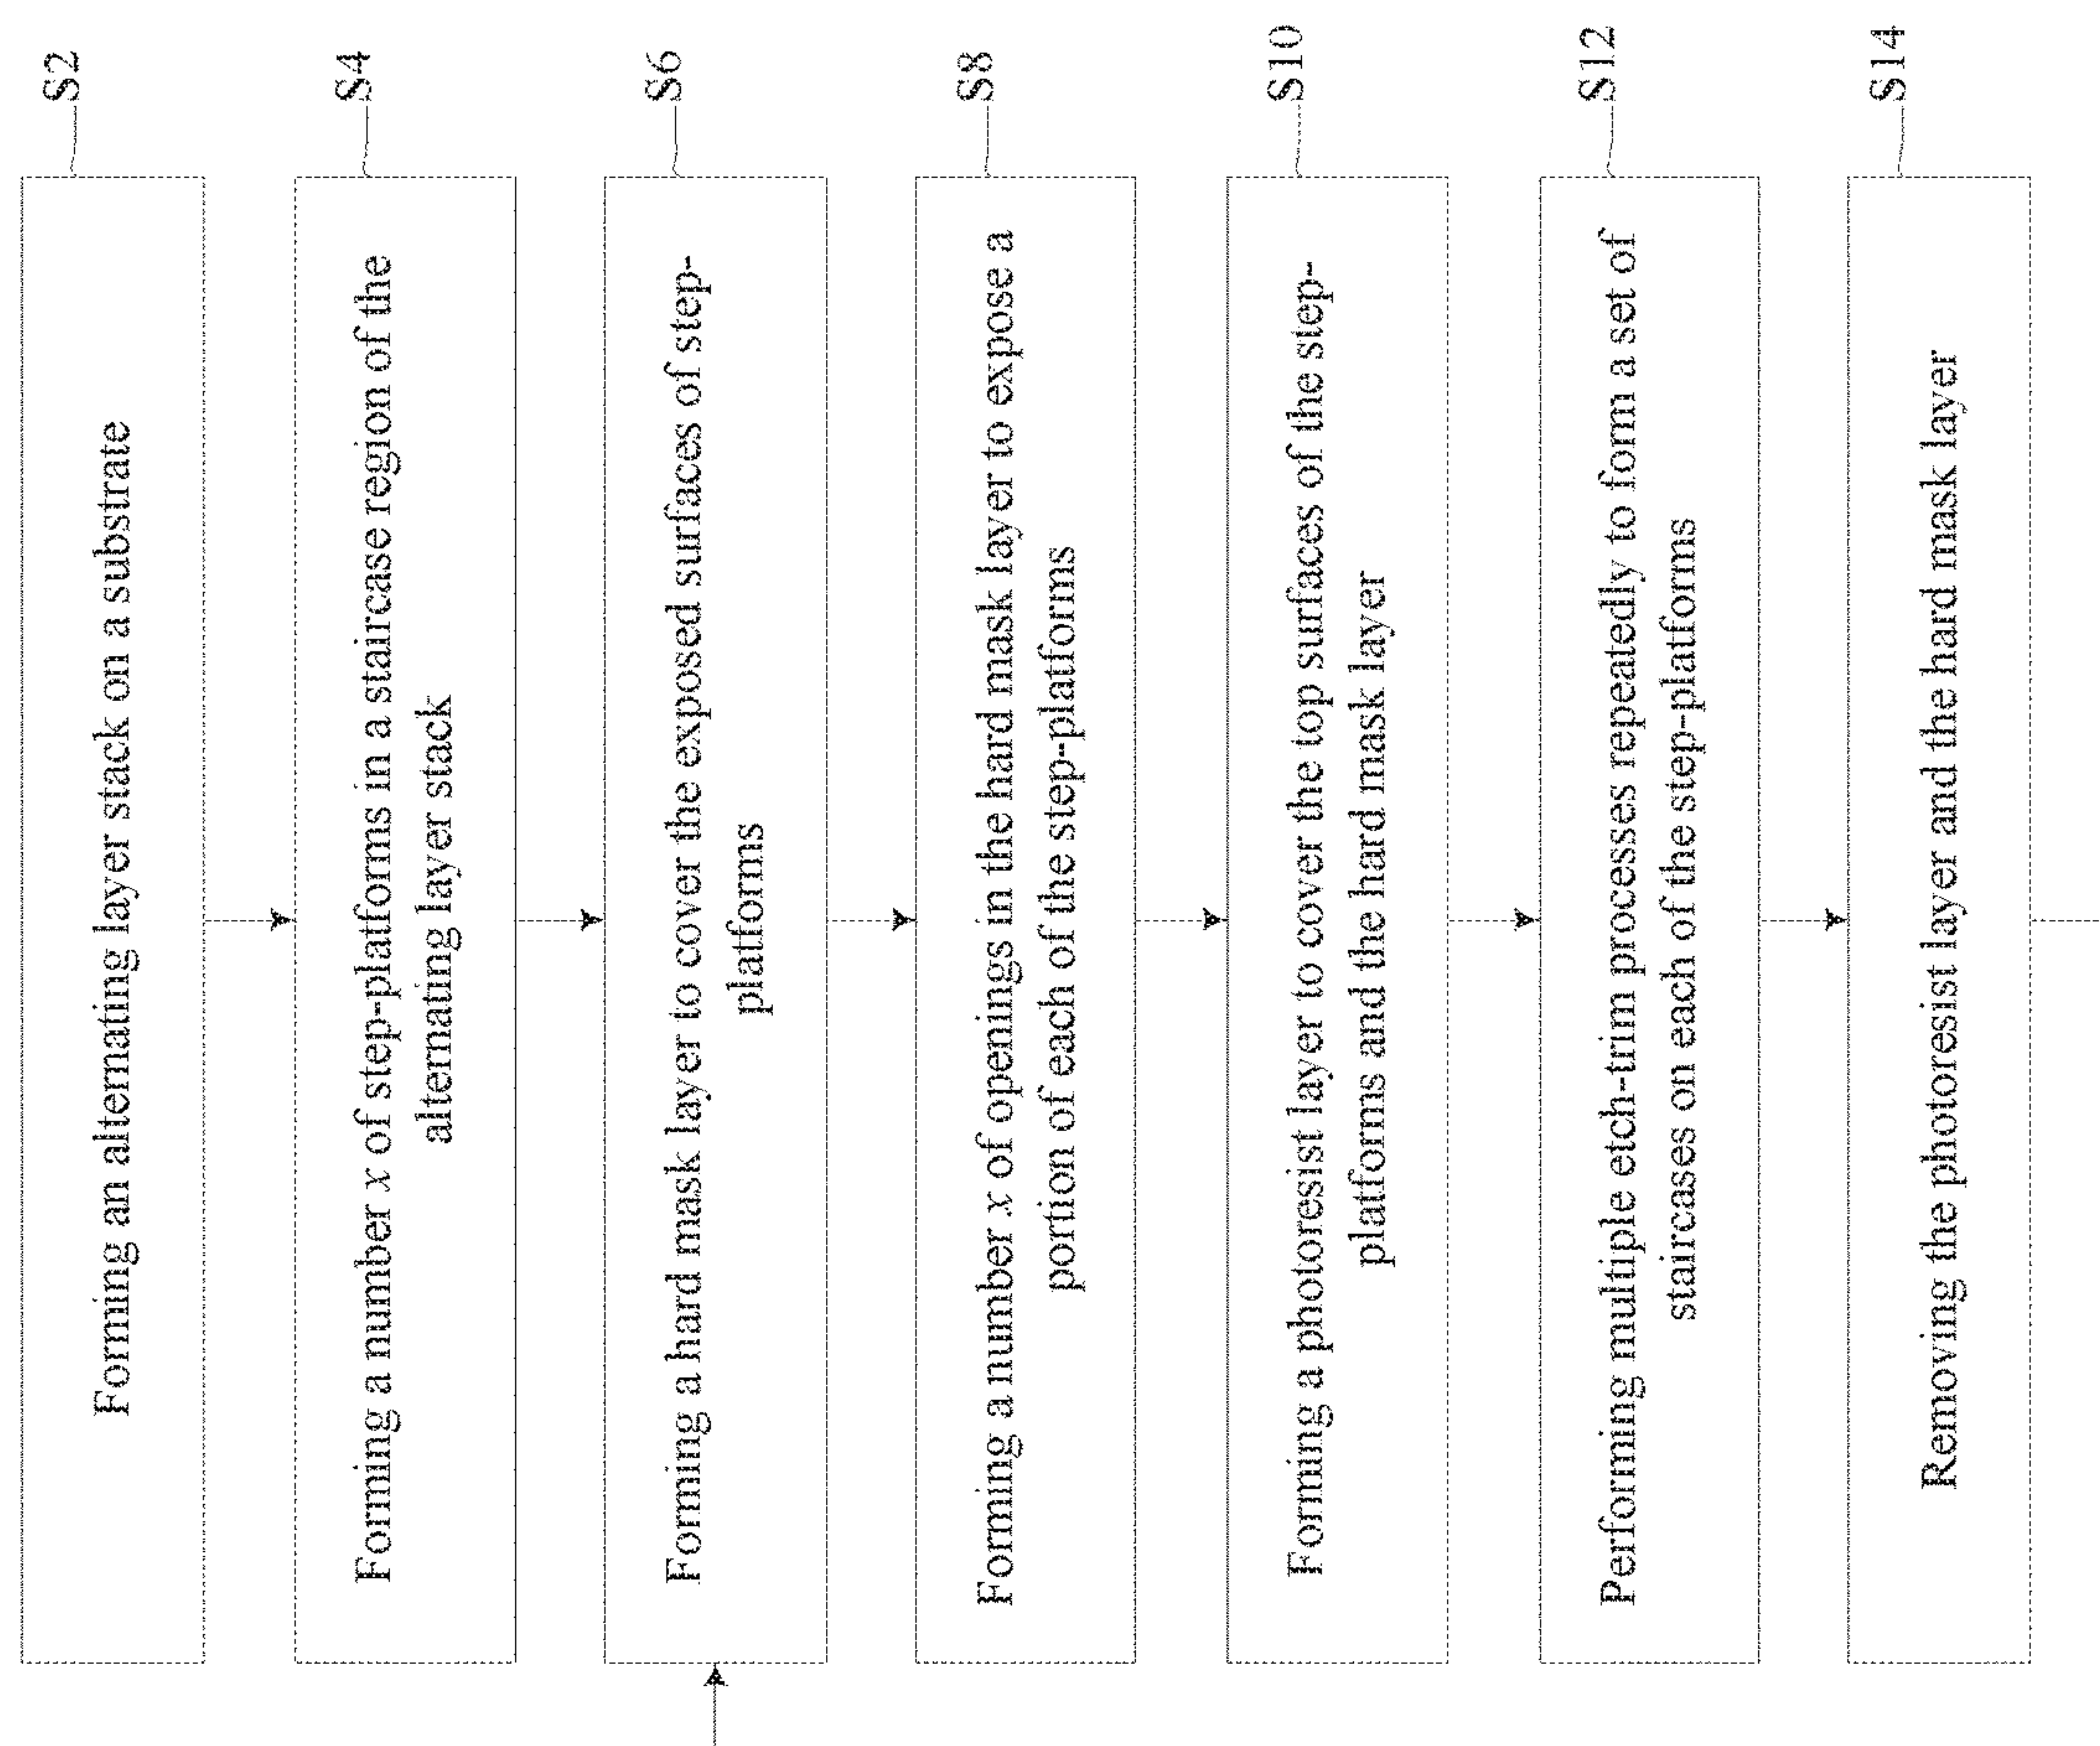 S2
Forming an alternating layer stack on a substrate
S4
Forming a number x of step-platforms in a staircase region of the
alternating layer stack
S6
Forming a hard mask layer to cover the exposed surfaces of step-
platforms
S8
Forming a number x of openings in the hard mask layer to expose a
portion of each of the step-platforms
S10
Forming a photoresist layer to cover the top surfaces of the step-
platforms and the hard mask layer
S12
Performing multiple etch-trim processes repeatedly to form a set of
staircases on each of the step-platforms
S14
Removing the photoresist layer and the hard mask layer